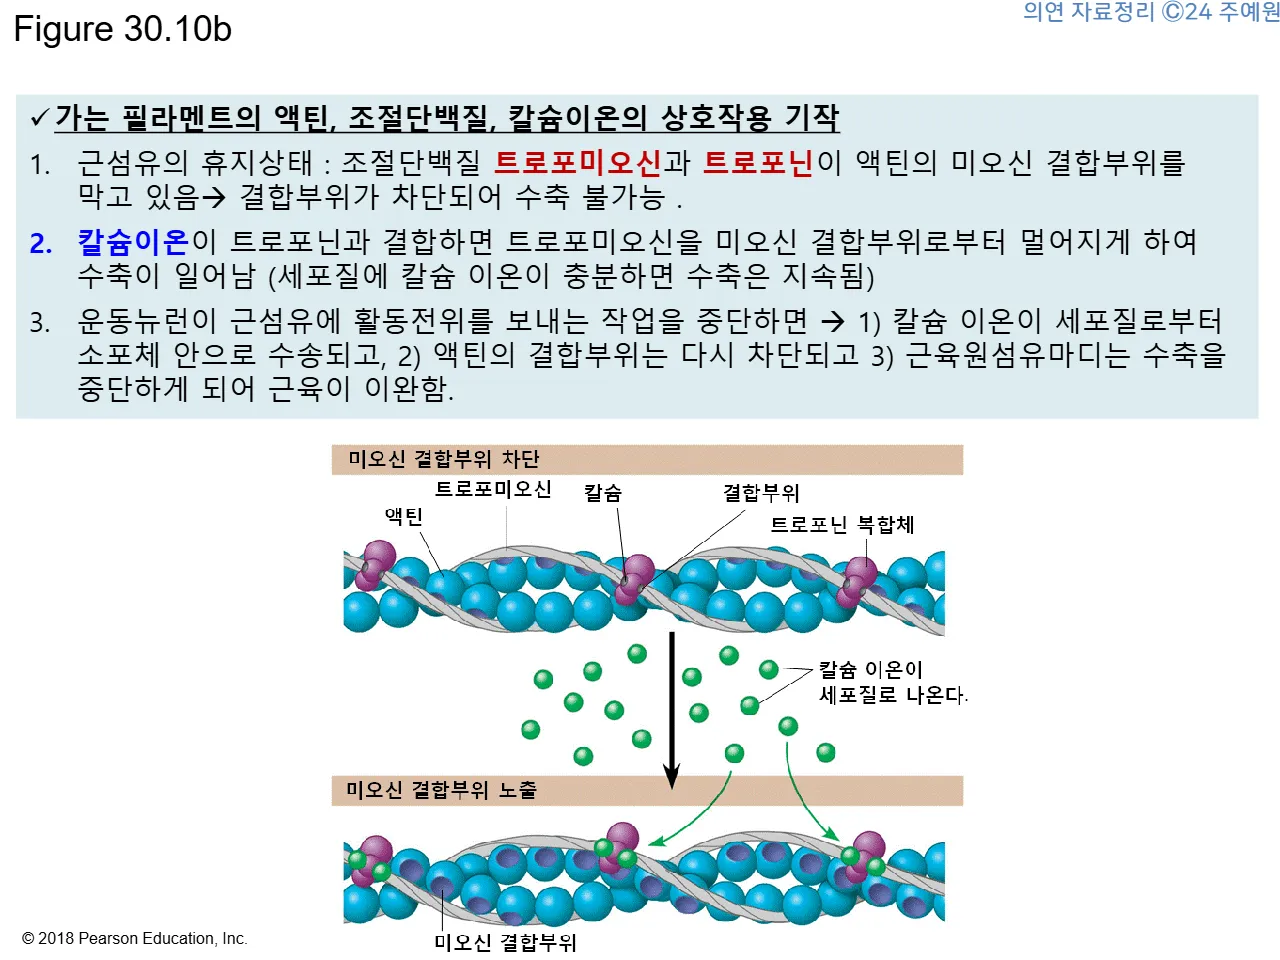 의연 자료정리 ⓒ24 주예원
Figure 30.10b
✓가는 필라멘트의 액틴, 조절단백질, 칼슘이온의 상호작용 기작
1. 근섬유의 휴지상태 : 조절단백질 트로포미오신과 트로포닌이 액틴의 미오신 결합부위를
막고 있음→ 결합부위가 차단되어 수축 불가능 .
2. 칼슘이온이 트로포닌과 결합하면 트로포미오신을 미오신 결합부위로부터 멀어지게 하여
수축이 일어남 (세포질에 칼슘 이온이 충분하면 수축은 지속됨)
3. 운동뉴런이 근섬유에 활동전위를 보내는 작업을 중단하면 → 1) 칼슘 이온이 세포질로부터
소포체 안으로 수송되고, 2) 액틴의 결합부위는 다시 차단되고 3) 근육원섬유마디는 수축을
중단하게 되어 근육이 이완함.
미오신 결합부위 차단
트로포미오신
칼슘
결합부위
액틴
트로포닌 복합체
칼슘 이온이
세포질로 나온다.
미오신 결합부위 노출
미오신 결합부위
© 2018 Pearson Education, Inc.